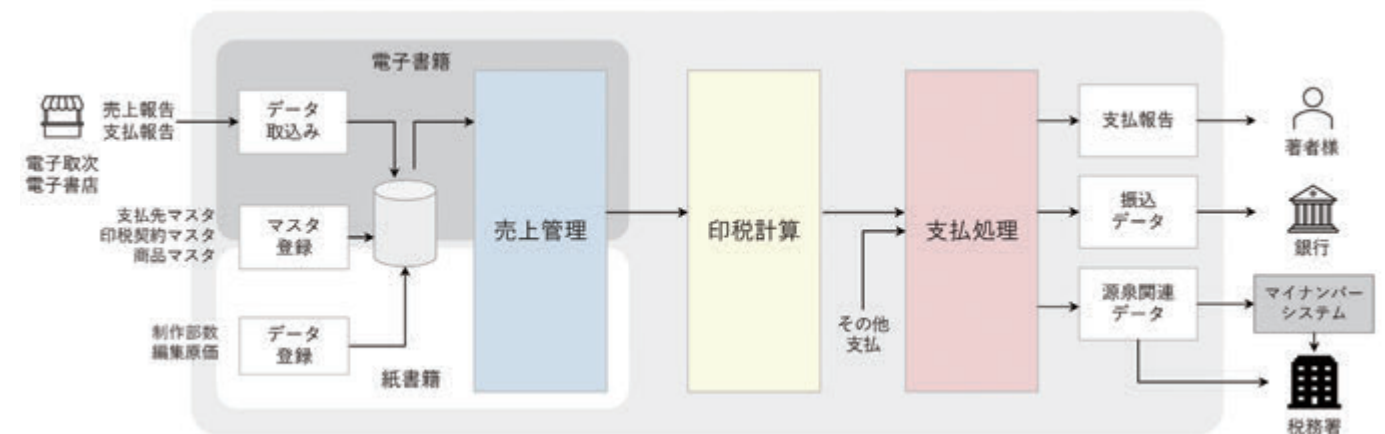 電子書籍
売上報告
支払報告
電子取次
電子書店
データ
取込み
支払先マスタ
印税契約マスタ
商品マスタ
マスタ
登録
制作部数
編集原価
データ
登録
紙書籍
売上管理
印税計算
その他
支払
支払処理
支払報告
著者様
振込
データ
銀行
源泉関連
データ
マイナンバー
システム
税務署